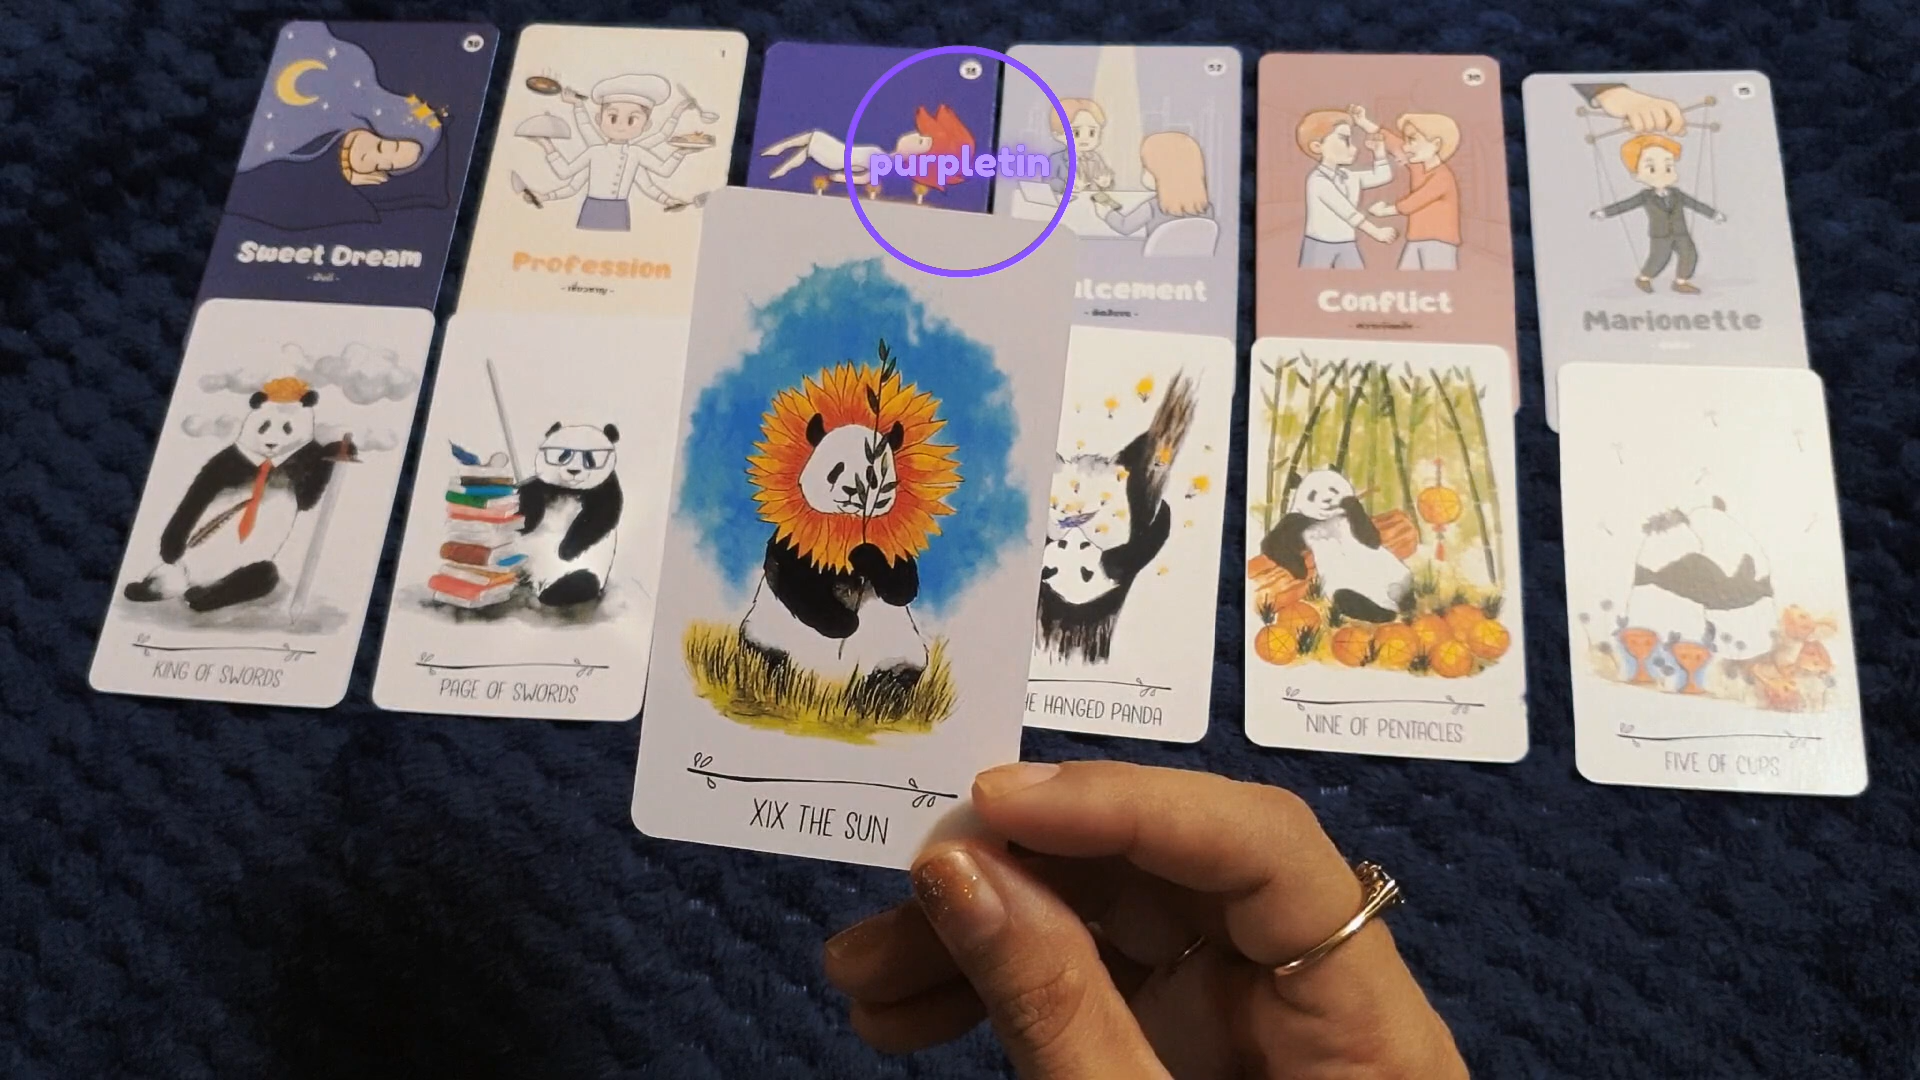 Sweet Dream
1
Profession
purpletin
ulcement
Conflict
Marionette
KING OF SWORDS
PAGE OF SWORDS
XIX THE SUN
HE HANGED PANDA
NINE OF PENTACLES
FIVE OF CUPS